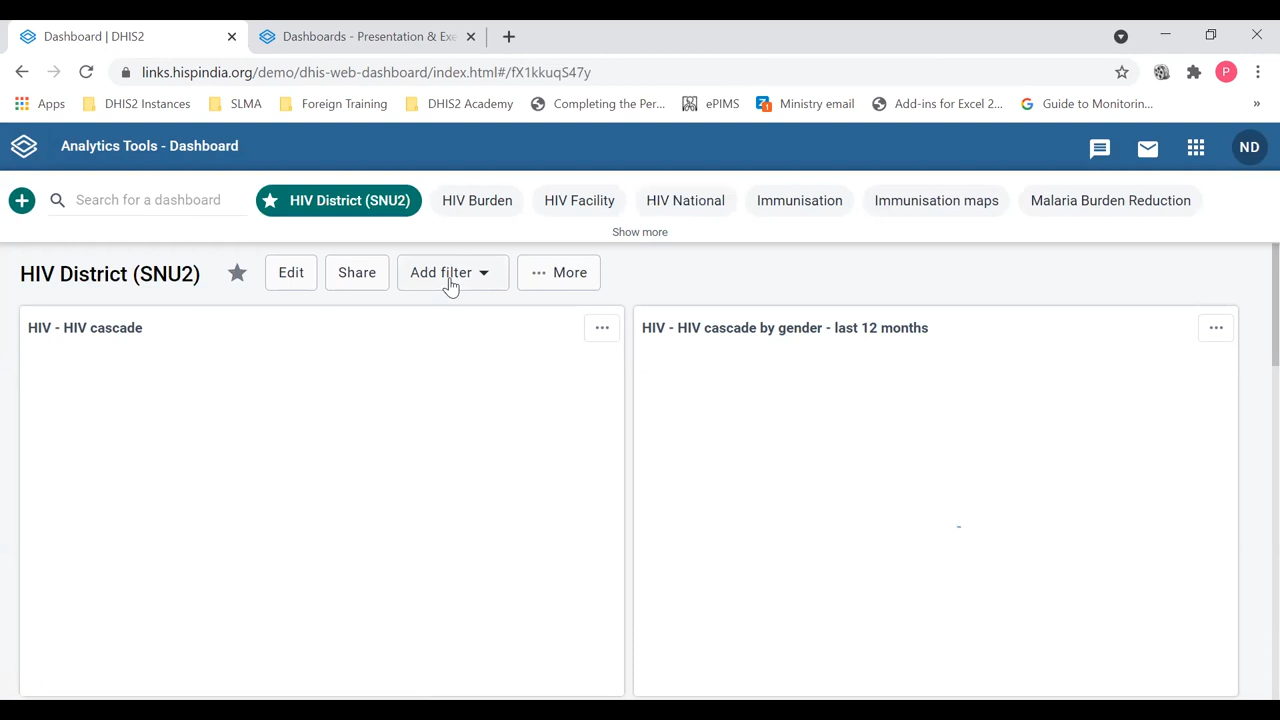 Dashboard | DHIS2
Dashboards - Presentation & Exe
links.hispindia.org/demo/dhis-web-dashboard/index.html#/fX1kkuqS47y
P
Apps DHIS2 Instances SLMA Foreign Training DHIS2 Academy Completing the Per... ePIMS Ministry email Add-ins for Excel 2... Guide to Monitorin... »
Analytics Tools - Dashboard
ND
Search for a dashboard
HIV District (SNU2) HIV Burden HIV Facility HIV National Immunisation Immunisation maps Malaria Burden Reduction
Show more
HIV District (SNU2) Edit Share Add filter ... More
HIV - HIV cascade ...
HIV - HIV cascade by gender - last 12 months ...